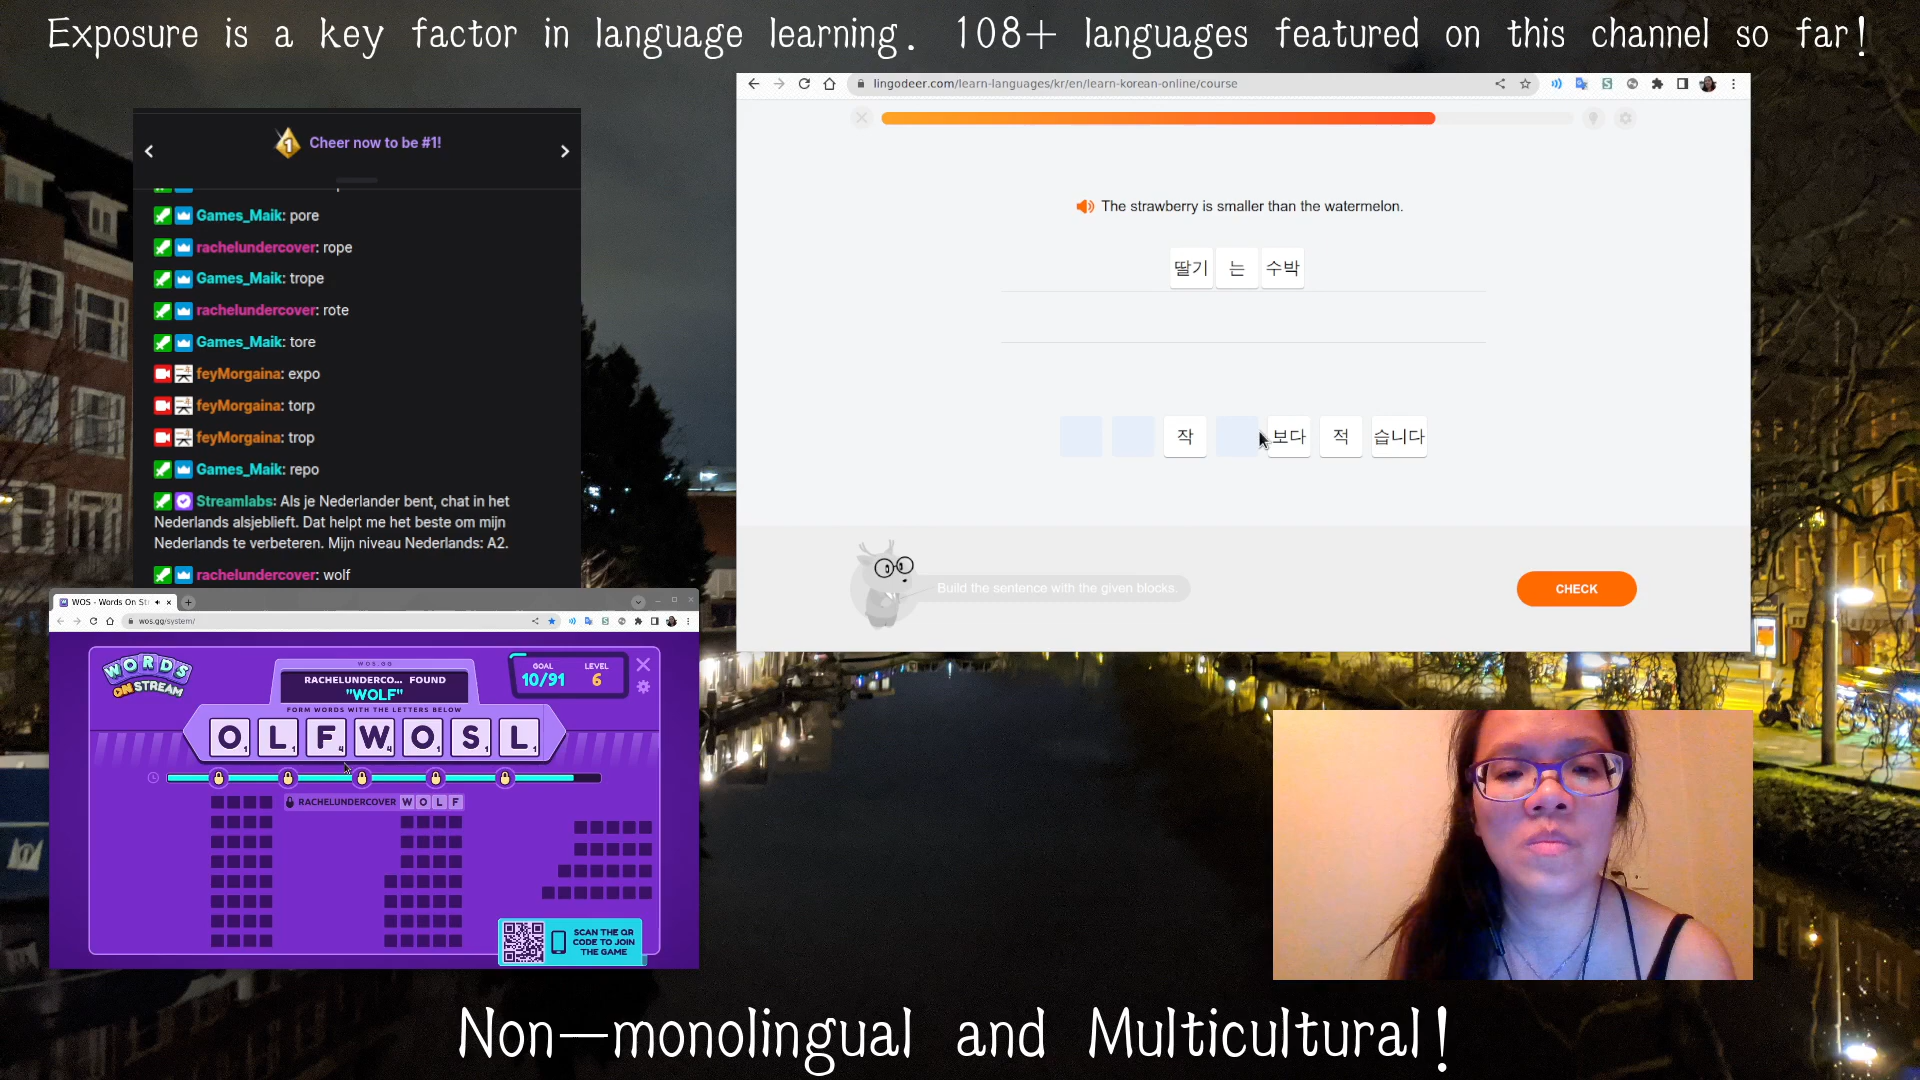 Exposure is a key factor in language learning. 108+ languages featured on this channel so far!
Cheer now to be #1!
Games_Maik: pore
rachelundercover: rope
Games_Maik: trope
rachelundercover: rote
Games_Maik: tore
feyMorgaina: expo
feyMorgaina: torp
feyMorgaina: trop
Games_Maik: repo
Streamlabs: Als je Nederlander bent, chat in het
Nederlands alsjeblieft. Dat helpt me het beste om mijn
Nederlands te verbeteren. Mijn niveau Nederlands: A2.
rachelundercover: wolf
lingodeer.com/learn-languages/kr/en/learn-korean-online/course
The strawberry is smaller than the watermelon.
딸기 는 수박
작 보다 적 습니다
Build the sentence with the given blocks.
CHECK
WOS - Words On Str
wos.gg/system/
WORDS
ON STREAM
WOS.GG
RACHELUNDERCO... FOUND
"WOLF"
GOAL
10/91
LEVEL
6
FORM WORDS WITH THE LETTERS BELOW
O L F W O S L
RACHELUNDERCOVER W O L F
SCAN THE QR
CODE TO JOIN
THE GAME
Non-monolingual and Multicultural!